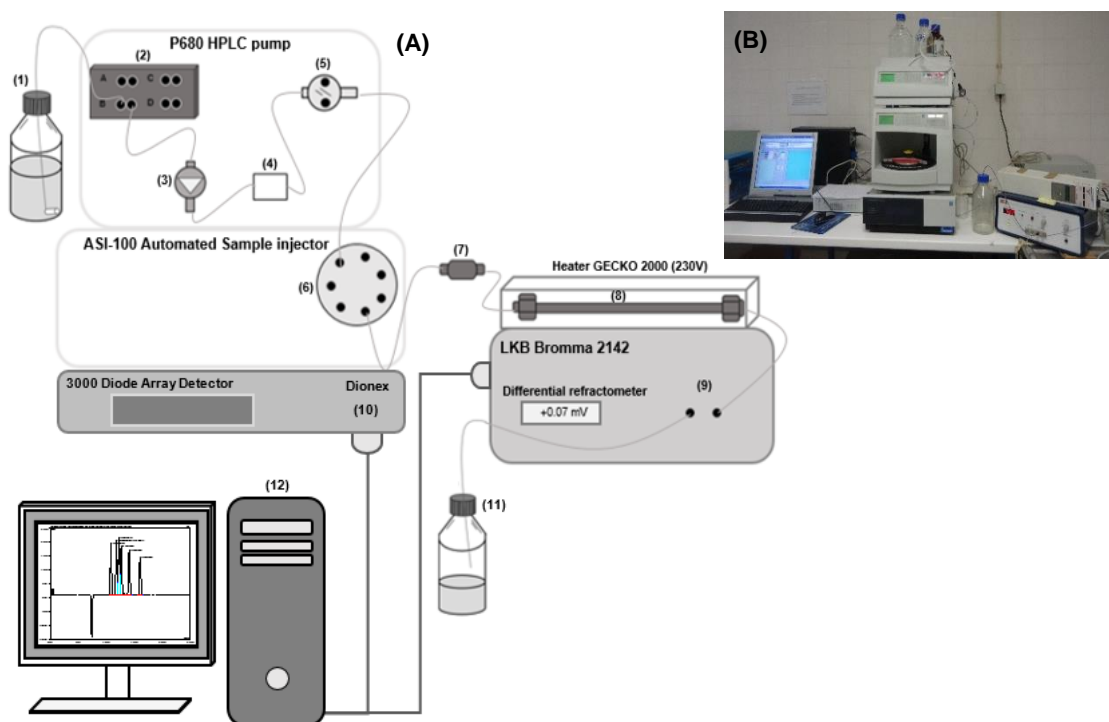 P680 HPLC pump
(A)
(B)
(1)
(2)
A
C
B
D
(3)
(4)
(5)
ASI-100 Automated Sample injector
(6)
(7)
Heater GECKO 2000 (230V)
(8)
LKB Bromma 2142
Differential refractometer
+0.07 mV
(9)
3000 Diode Array Detector
Dionex
(10)
(11)
(12)